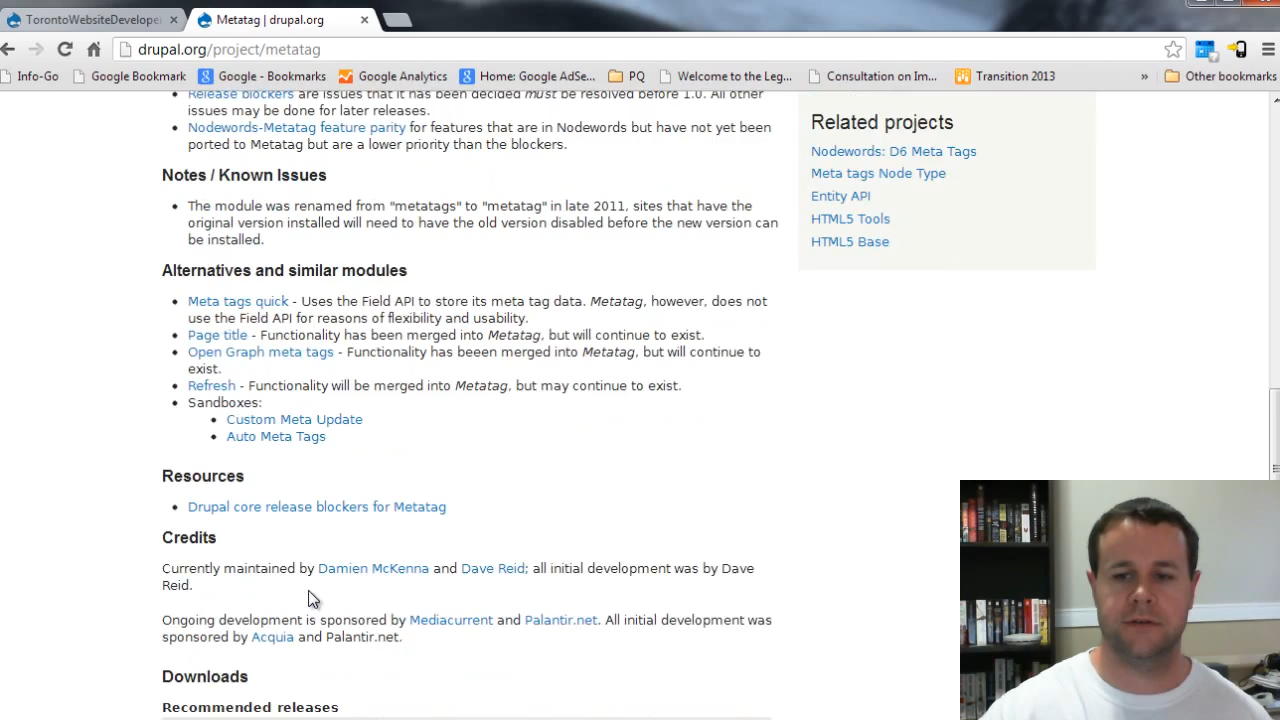 TorontoWebsiteDevelope
Metatag | drupal.org
drupal.org/project/metatag
Info-Go Google Bookmark Google - Bookmarks Google Analytics Home: Google AdSe... PQ Welcome to the Leg... Consultation on Im... Transition 2013 » Other bookmarks
Release blockers are issues that it has been decided must be resolved before 1.0. All other
issues may be done for later releases.
Nodewords-Metatag feature parity for features that are in Nodewords but have not yet been
ported to Metatag but are a lower priority than the blockers.
Notes / Known Issues
The module was renamed from "metatags" to "metatag" in late 2011, sites that have the
original version installed will need to have the old version disabled before the new version can
be installed.
Alternatives and similar modules
Meta tags quick - Uses the Field API to store its meta tag data. Metatag, however, does not
use the Field API for reasons of flexibility and usability.
Page title - Functionality has been merged into Metatag, but will continue to exist.
Open Graph meta tags - Functionality has beeen merged into Metatag, but will continue to
exist.
Refresh - Functionality will be merged into Metatag, but may continue to exist.
Sandboxes:
Custom Meta Update
Auto Meta Tags
Resources
Drupal core release blockers for Metatag
Credits
Currently maintained by Damien McKenna and Dave Reid; all initial development was by Dave
Reid.
Ongoing development is sponsored by Mediacurrent and Palantir.net. All initial development was
sponsored by Acquia and Palantir.net.
Downloads
Recommended releases
Related projects
Nodewords: D6 Meta Tags
Meta tags Node Type
Entity API
HTML5 Tools
HTML5 Base